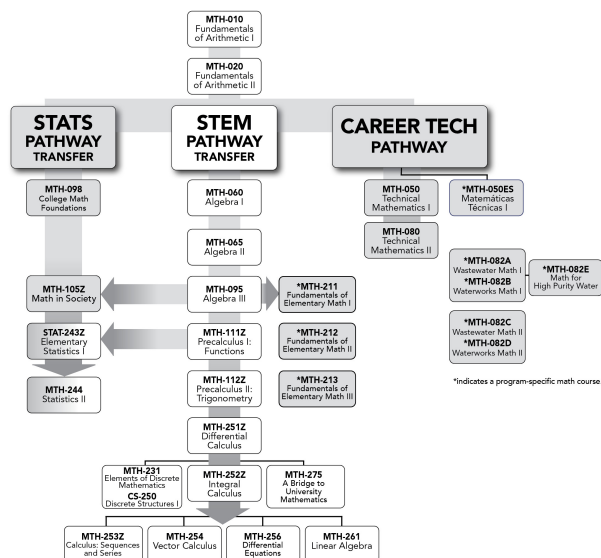 MTH-010
Fundamentals
of Arithmetic I
MTH-020
Fundamentals
of Arithmetic II
STATS
PATHWAY
TRANSFER
STEM
PATHWAY
TRANSFER
CAREER TECH
PATHWAY
MTH-098
College Math
Foundations
MTH-060
Algebra I
MTH-050
Technical
Mathematics I
*MTH-050ES
Matemáticas
Técnicas I
MTH-065
Algebra II
MTH-080
Technical
Mathematics II
*MTH-082A
Wastewater Math I
*MTH-082B
Waterworks Math I
*MTH-082E
Math for
High Purity Water
MTH-105Z
Math in Society
MTH-095
Algebra III
*MTH-211
Fundamentals of
Elementary Math I
*MTH-082C
Wastewater Math II
*MTH-082D
Waterworks Math II
STAT-243Z
Elementary
Statistics I
MTH-111Z
Precalculus I:
Functions
*MTH-212
Fundamentals of
Elementary Math II
MTH-244
Statistics II
MTH-112Z
Precalculus II:
Trigonometry
*MTH-213
Fundamentals of
Elementary Math III
*indicates a program-specific math course
MTH-251Z
Differential
Calculus
MTH-231
Elements of Discrete
Mathematics
CS-250
Discrete Structures I
MTH-252Z
Integral
Calculus
MTH-275
A Bridge to
University
Mathematics
MTH-253Z
Calculus: Sequences
and Series
MTH-254
Vector Calculus
MTH-256
Differential
Equations
MTH-261
Linear Algebra